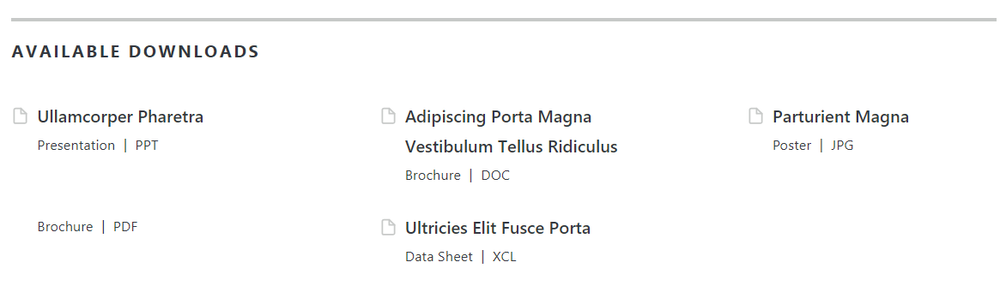 AVAILABLE DOWNLOADS
Ullamcorper Pharetra
Presentation | PPT
Adipiscing Porta Magna
Vestibulum Tellus Ridiculus
Brochure | DOC
Parturient Magna
Poster | JPG
Brochure | PDF
Ultricies Elit Fusce Porta
Data Sheet | XCL